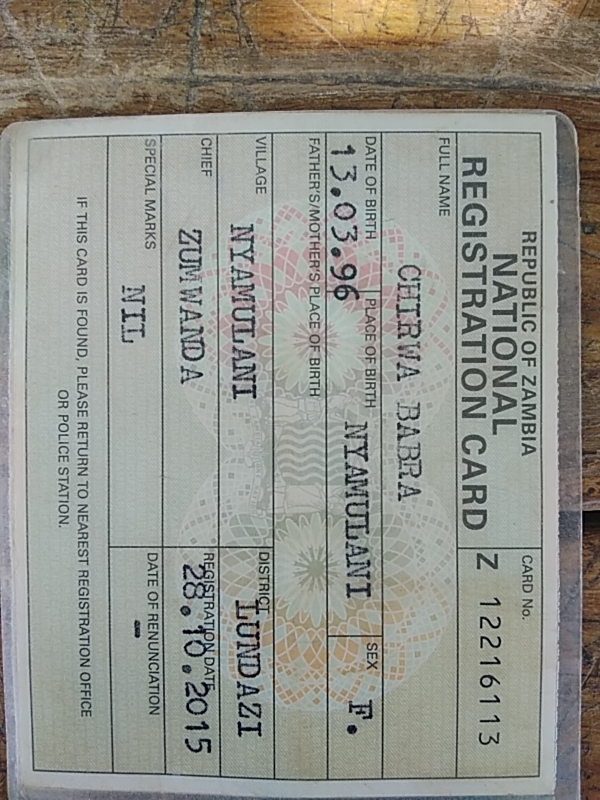 REPUBLIC OF ZAMBIA
NATIONAL
REGISTRATION CARD
CARD No.
Z 12216113
FULL NAME
CHIRWA BABRA
DATE OF BIRTH
13.03.96
PLACE OF BIRTH
NYAMULANI
SEX
F.
FATHER'S/MOTHER'S PLACE OF BIRTH
VILLAGE
NYAMULANI
DISTRICT
LUNDAZI
CHIEF
ZUMWANDA
REGISTRATION DATE
28.10.2015
SPECIAL MARKS
NIL
DATE OF RENUNCIATION
-
IF THIS CARD IS FOUND, PLEASE RETURN TO NEAREST REGISTRATION OFFICE
OR POLICE STATION.